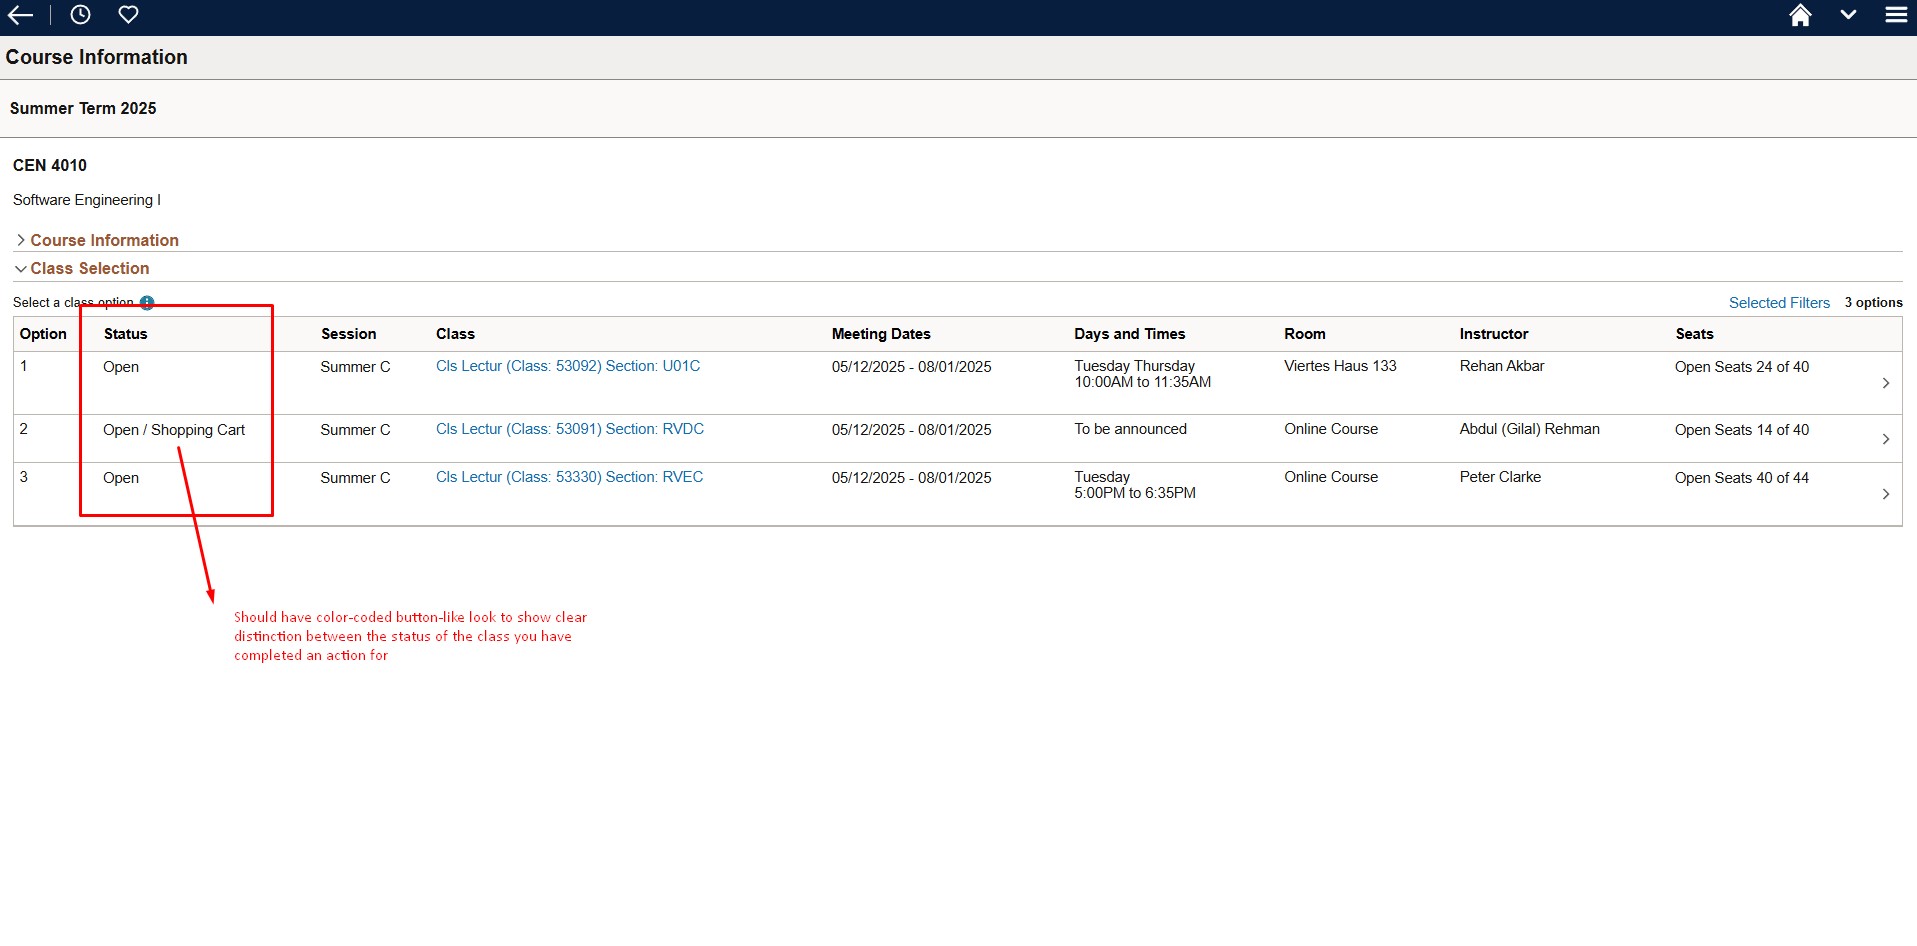 Course Information
Summer Term 2025
CEN 4010
Software Engineering I
Course Information
Class Selection
Select a class option
Selected Filters 3 options
Option Status Session Class Meeting Dates Days and Times Room Instructor Seats
1 Open Summer C Cls Lectur (Class: 53092) Section: U01C 05/12/2025 - 08/01/2025 Tuesday Thursday Viertes Haus 133 Rehan Akbar Open Seats 24 of 40
10:00AM to 11:35AM
2 Open / Shopping Cart Summer C Cls Lectur (Class: 53091) Section: RVDC 05/12/2025 - 08/01/2025 To be announced Online Course Abdul (Gilal) Rehman Open Seats 14 of 40
3 Open Summer C Cls Lectur (Class: 53330) Section: RVEC 05/12/2025 - 08/01/2025 Tuesday Online Course Peter Clarke Open Seats 40 of 44
5:00PM to 6:35PM
Should have color-coded button-like look to show clear
distinction between the status of the class you have
completed an action for